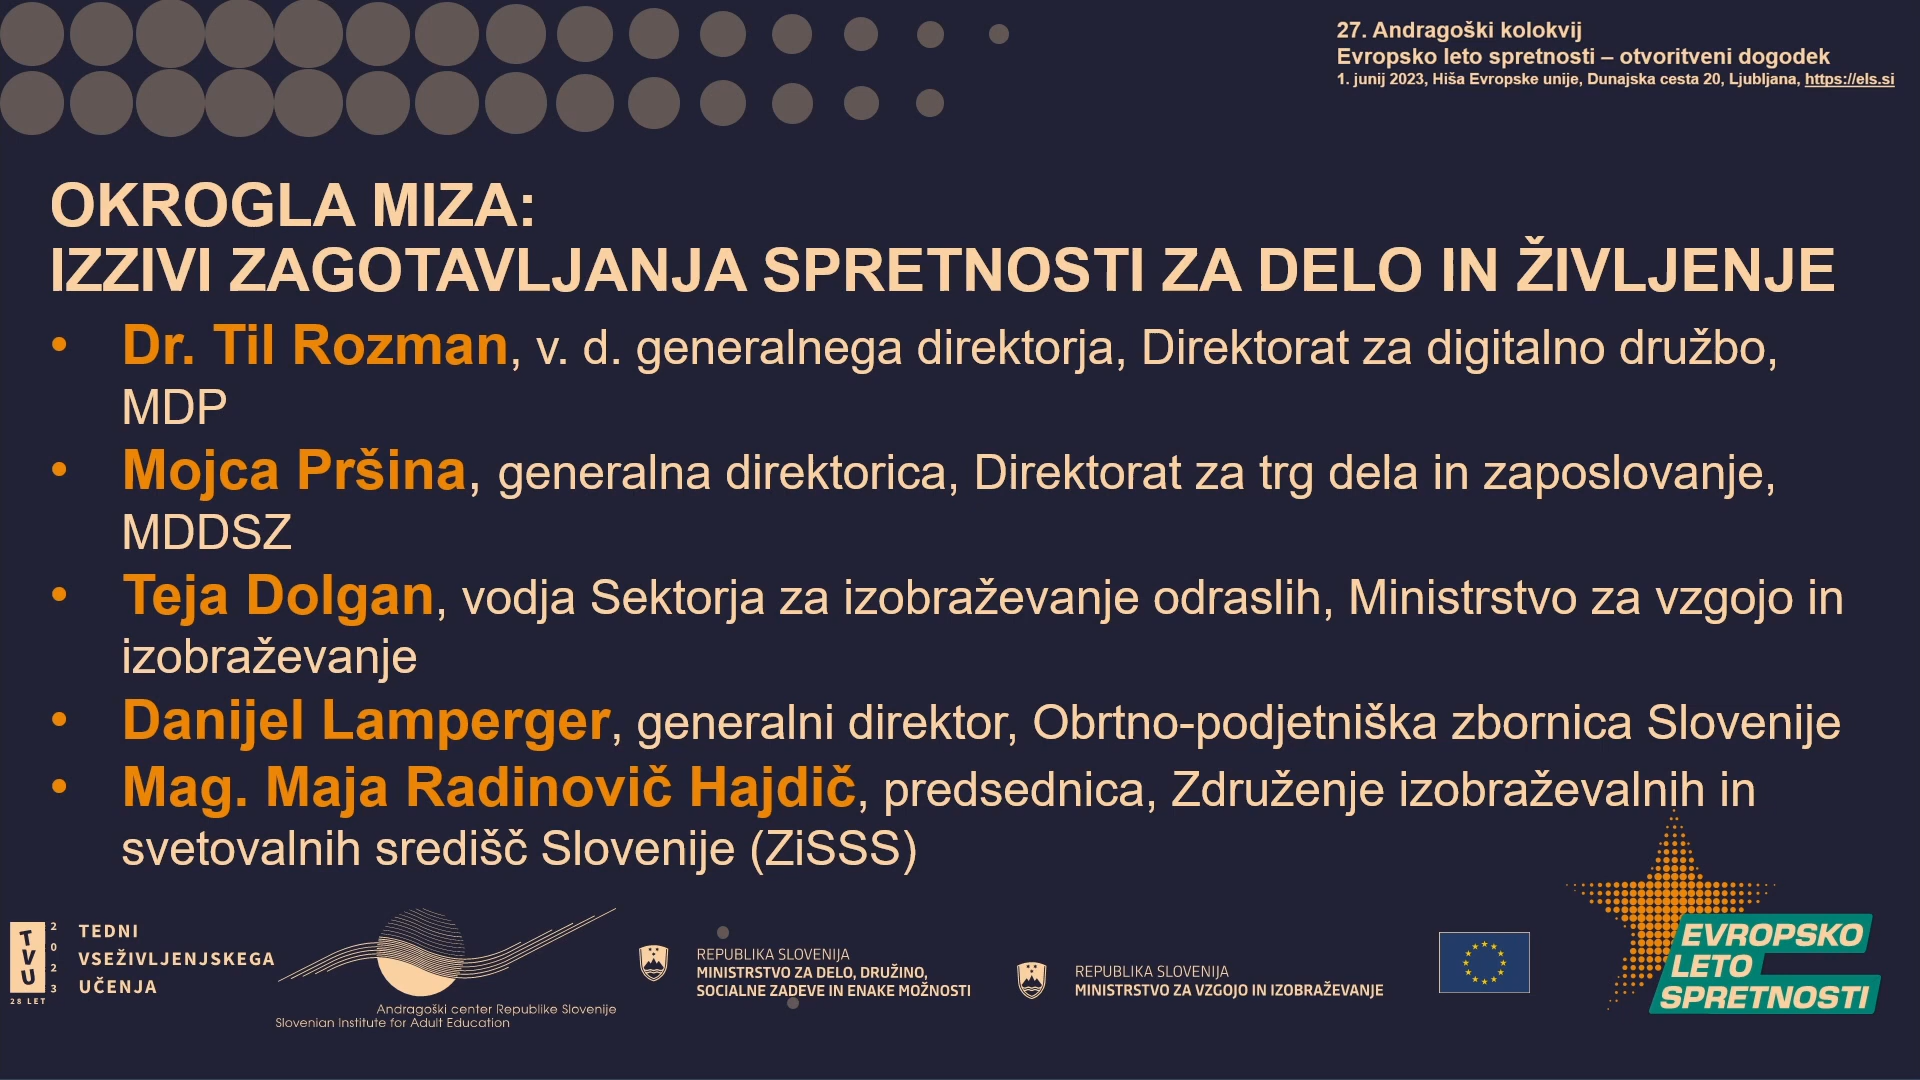 27. Andragoški kolokvij
Evropsko leto spretnosti – otvoritveni dogodek
1. junij 2023, Hiša Evropske unije, Dunajska cesta 20, Ljubljana, https://els.si
OKROGLA MIZA:
IZZIVI ZAGOTAVLJANJA SPRETNOSTI ZA DELO IN ŽIVLJENJE
• Dr. Til Rozman, v. d. generalnega direktorja, Direktorat za digitalno družbo,
MDP
• Mojca Pršina, generalna direktorica, Direktorat za trg dela in zaposlovanje,
MDDSZ
• Teja Dolgan, vodja Sektorja za izobraževanje odraslih, Ministrstvo za vzgojo in
izobraževanje
• Danijel Lamperger, generalni direktor, Obrtno-podjetniška zbornica Slovenije
• Mag. Maja Radinovič Hajdič, predsednica, Združenje izobraževalnih in
svetovalnih središč Slovenije (ZiSSS)
TVU
2023
28 LET
TEDNI
VSEŽIVLJENJSKEGA
UČENJA
Andragoški center Republike Slovenije
Slovenian Institute for Adult Education
REPUBLIKA SLOVENIJA
MINISTRSTVO ZA DELO, DRUŽINO,
SOCIALNE ZADEVE IN ENAKE MOŽNOSTI
REPUBLIKA SLOVENIJA
MINISTRSTVO ZA VZGOJO IN IZOBRAŽEVANJE
EVROPSKO
LETO
SPRETNOSTI